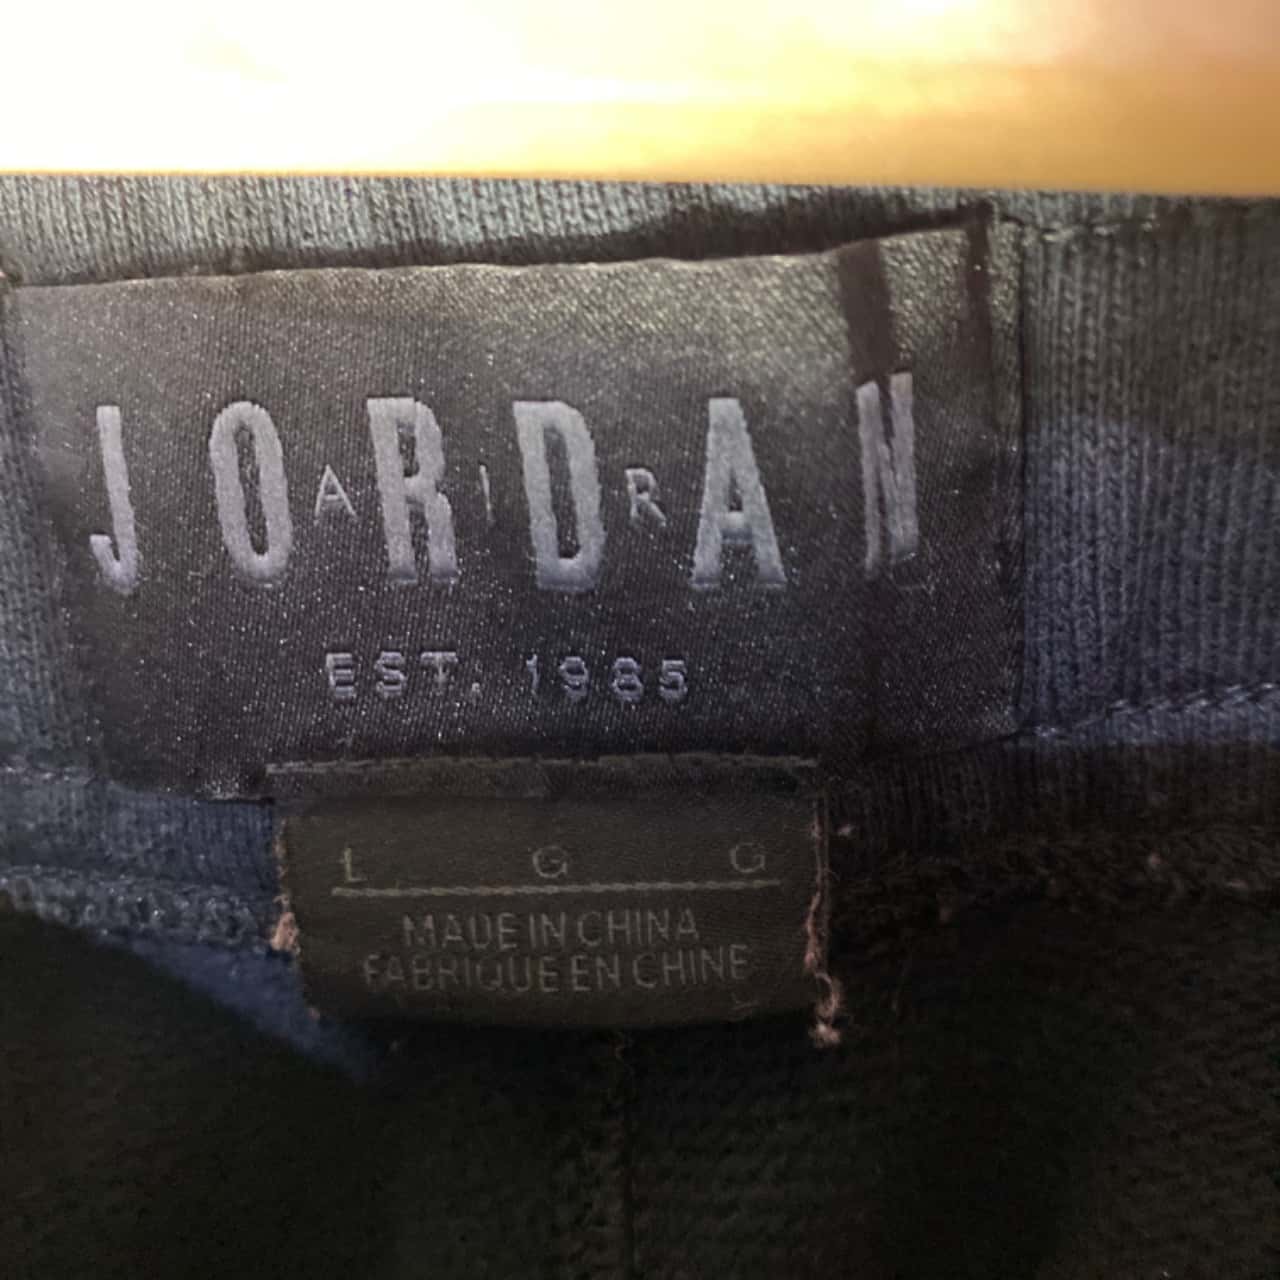 JORDAN
AIR
EST. 1985
L G G
MADE IN CHINA
FABRIQUE EN CHINE